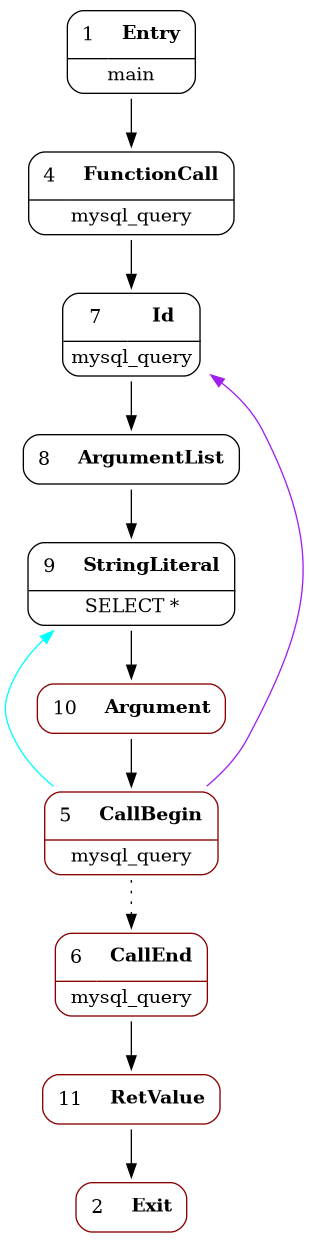 1 Entry
main
4 FunctionCall
mysql_query
7 Id
mysql_query
8 ArgumentList
9 StringLiteral
SELECT *
10 Argument
5 CallBegin
mysql_query
6 CallEnd
mysql_query
11 RetValue
2 Exit